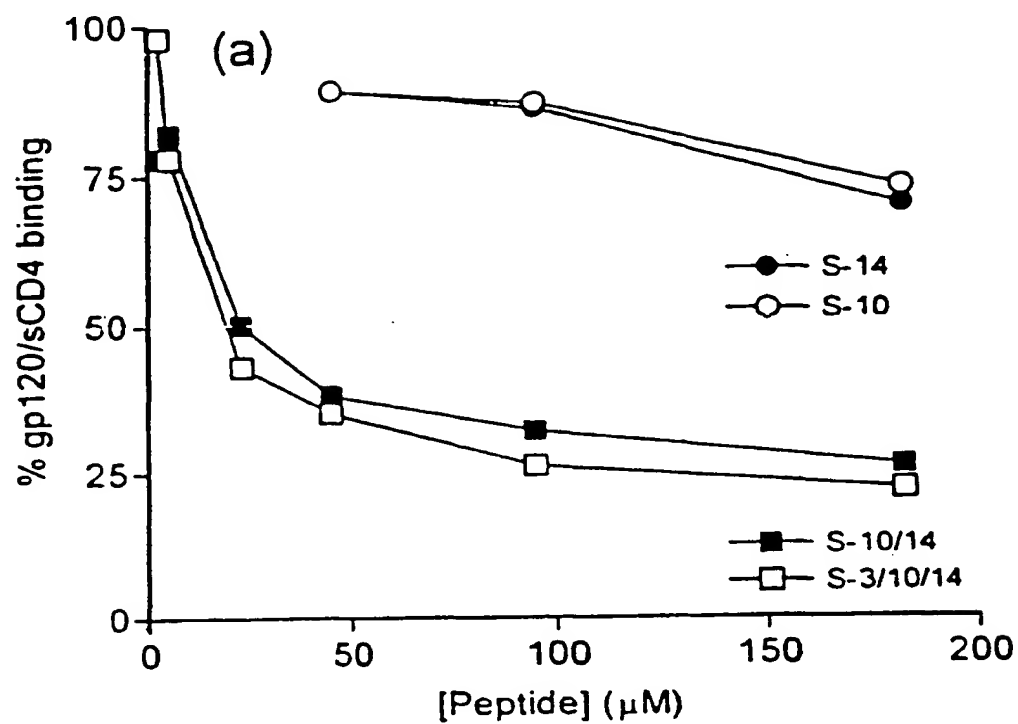 (a)
% gp120/sCD4 binding
100
75
50
25
0
S-14
S-10
S-10/14
S-3/10/14
0 50 100 150 200
[Peptide] (μM)